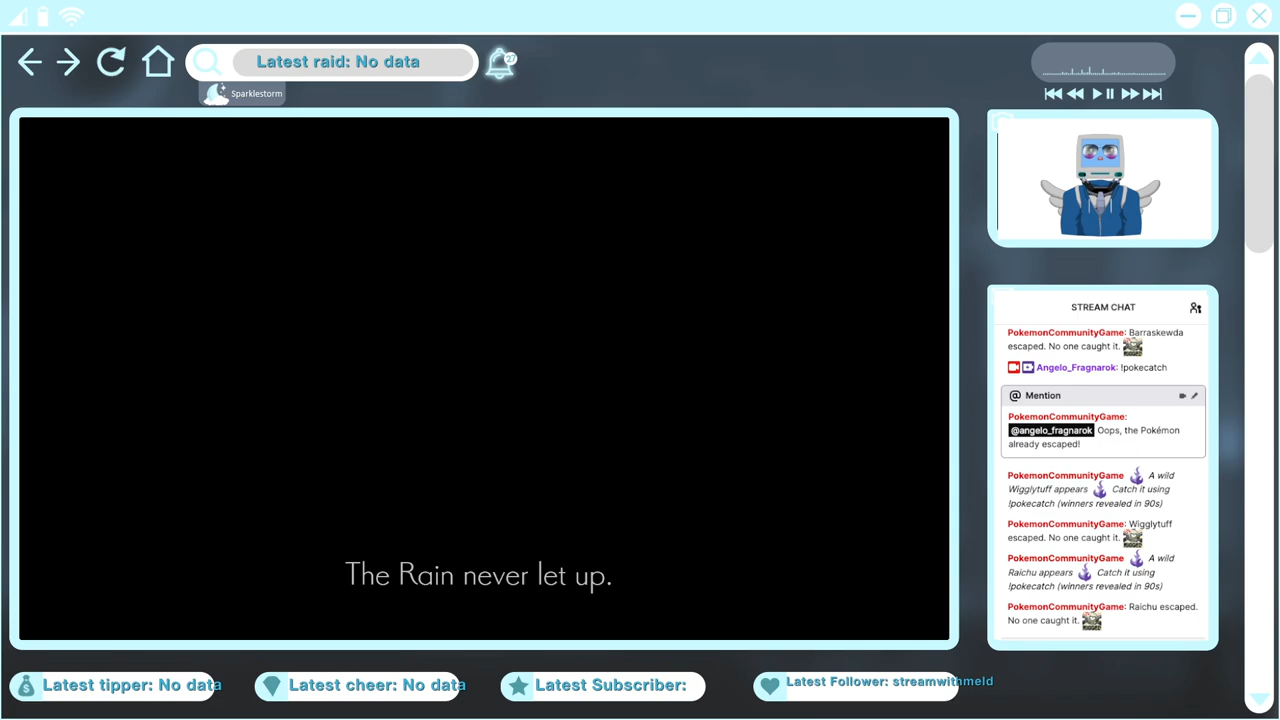 Latest raid: No data
27
Sparklestorm
The Rain never let up.
STREAM CHAT
PokemonCommunityGame: Barraskewda
escaped. No one caught it.
Angelo_Fragnarok: !pokecatch
@ Mention
PokemonCommunityGame:
@angelo_fragnarok Oops, the Pokémon
already escaped!
PokemonCommunityGame A wild
Wigglytuff appears Catch it using
!pokecatch (winners revealed in 90s)
PokemonCommunityGame: Wigglytuff
escaped. No one caught it.
PokemonCommunityGame A wild
Raichu appears Catch it using
!pokecatch (winners revealed in 90s)
PokemonCommunityGame: Raichu escaped.
No one caught it.
Latest tipper: No data
Latest cheer: No data
Latest Subscriber:
Latest Follower: streamwithmeld